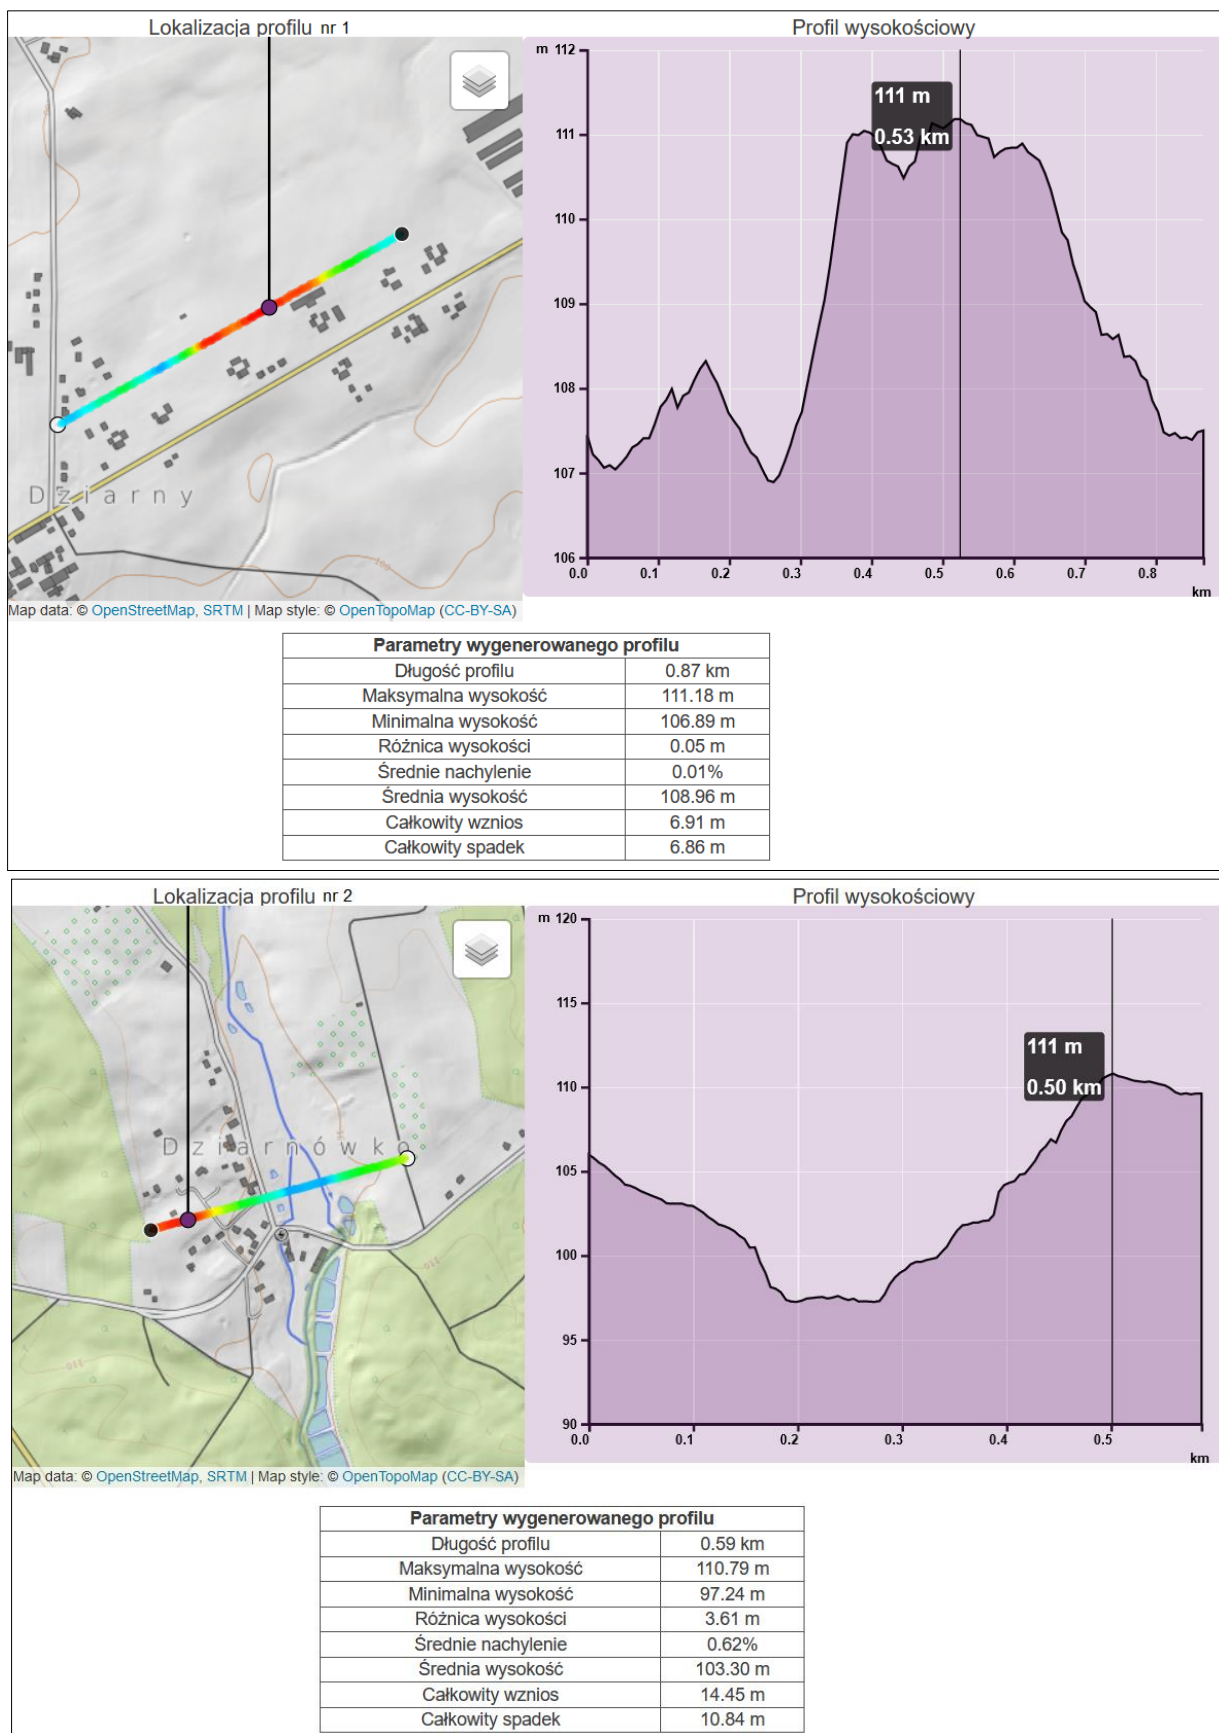 Lokalizacja profilu nr 1
Profil wysokościowy
m 112
111
110
109
108
107
106
111 m
0.53 km
0.0 0.1 0.2 0.3 0.4 0.5 0.6 0.7 0.8
km
Dziarny
100
Map data: © OpenStreetMap, SRTM | Map style: © OpenTopoMap (CC-BY-SA)
Parametry wygenerowanego profilu
Długość profilu 0.87 km
Maksymalna wysokość 111.18 m
Minimalna wysokość 106.89 m
Różnica wysokości 0.05 m
Średnie nachylenie 0.01%
Średnia wysokość 108.96 m
Całkowity wznios 6.91 m
Całkowity spadek 6.86 m
Lokalizacja profilu nr 2
Profil wysokościowy
m 120
115
110
105
100
95
90
111 m
0.50 km
0.0 0.1 0.2 0.3 0.4 0.5
km
Dziarnówko
110
110
Map data: © OpenStreetMap, SRTM | Map style: © OpenTopoMap (CC-BY-SA)
Parametry wygenerowanego profilu
Długość profilu 0.59 km
Maksymalna wysokość 110.79 m
Minimalna wysokość 97.24 m
Różnica wysokości 3.61 m
Średnie nachylenie 0.62%
Średnia wysokość 103.30 m
Całkowity wznios 14.45 m
Całkowity spadek 10.84 m